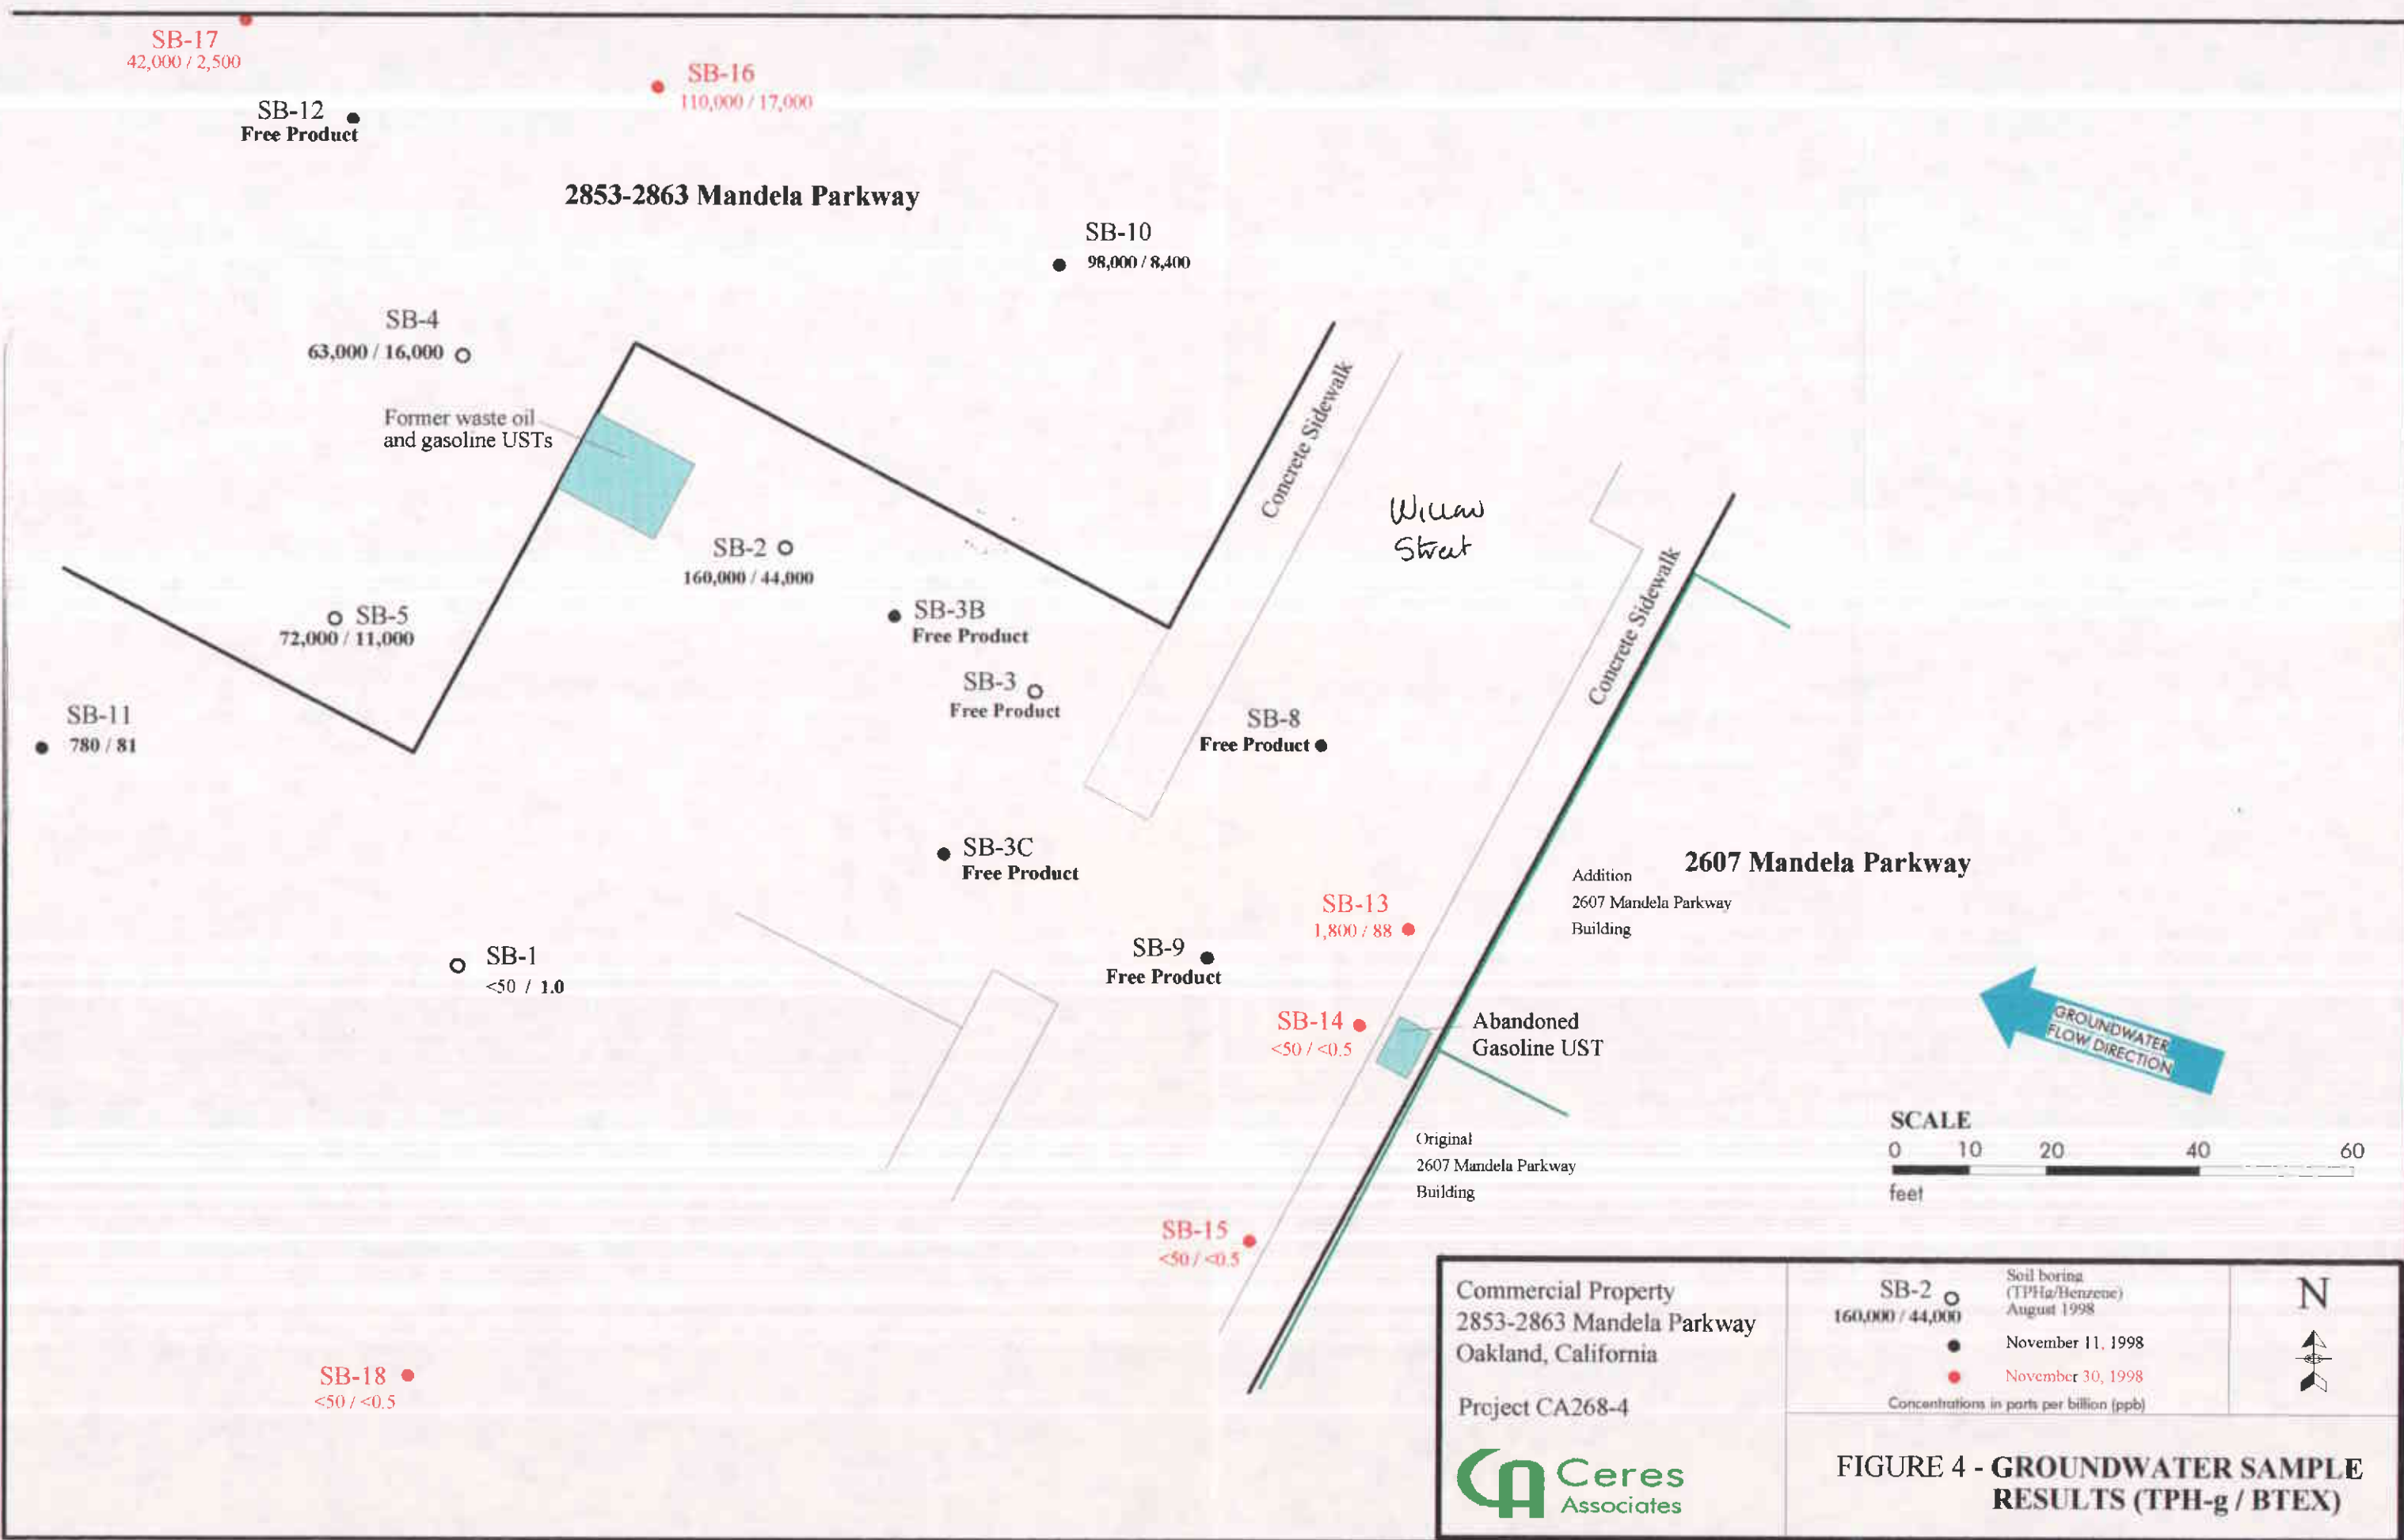 SB-17
42,000 / 2,500
SB-16
110,000 / 17,000
SB-12
Free Product
2853-2863 Mandela Parkway
SB-10
98,000 / 8,400
SB-4
63,000 / 16,000
Former waste oil
and gasoline USTs
Concrete Sidewalk
Willow
Street
SB-2
160,000 / 44,000
Concrete Sidewalk
SB-5
72,000 / 11,000
SB-3B
Free Product
SB-3
Free Product
SB-11
780 / 81
SB-8
Free Product
SB-3C
Free Product
2607 Mandela Parkway
Addition
2607 Mandela Parkway
Building
SB-13
1,800 / 88
SB-9
Free Product
SB-1
<50 / 1.0
SB-14
<50 / <0.5
Abandoned
Gasoline UST
GROUNDWATER
FLOW DIRECTION
SCALE
0 10 20 40 60
feet
Original
2607 Mandela Parkway
Building
SB-15
<50 / <0.5
SB-18
<50 / <0.5
Commercial Property
2853-2863 Mandela Parkway
Oakland, California
Project CA268-4
CA Ceres
Associates
SB-2
160,000 / 44,000
Soil boring
(TPHg/Benzene)
August 1998
November 11, 1998
November 30, 1998
Concentrations in parts per billion (ppb)
N
FIGURE 4 - GROUNDWATER SAMPLE
RESULTS (TPH-g / BTEX)